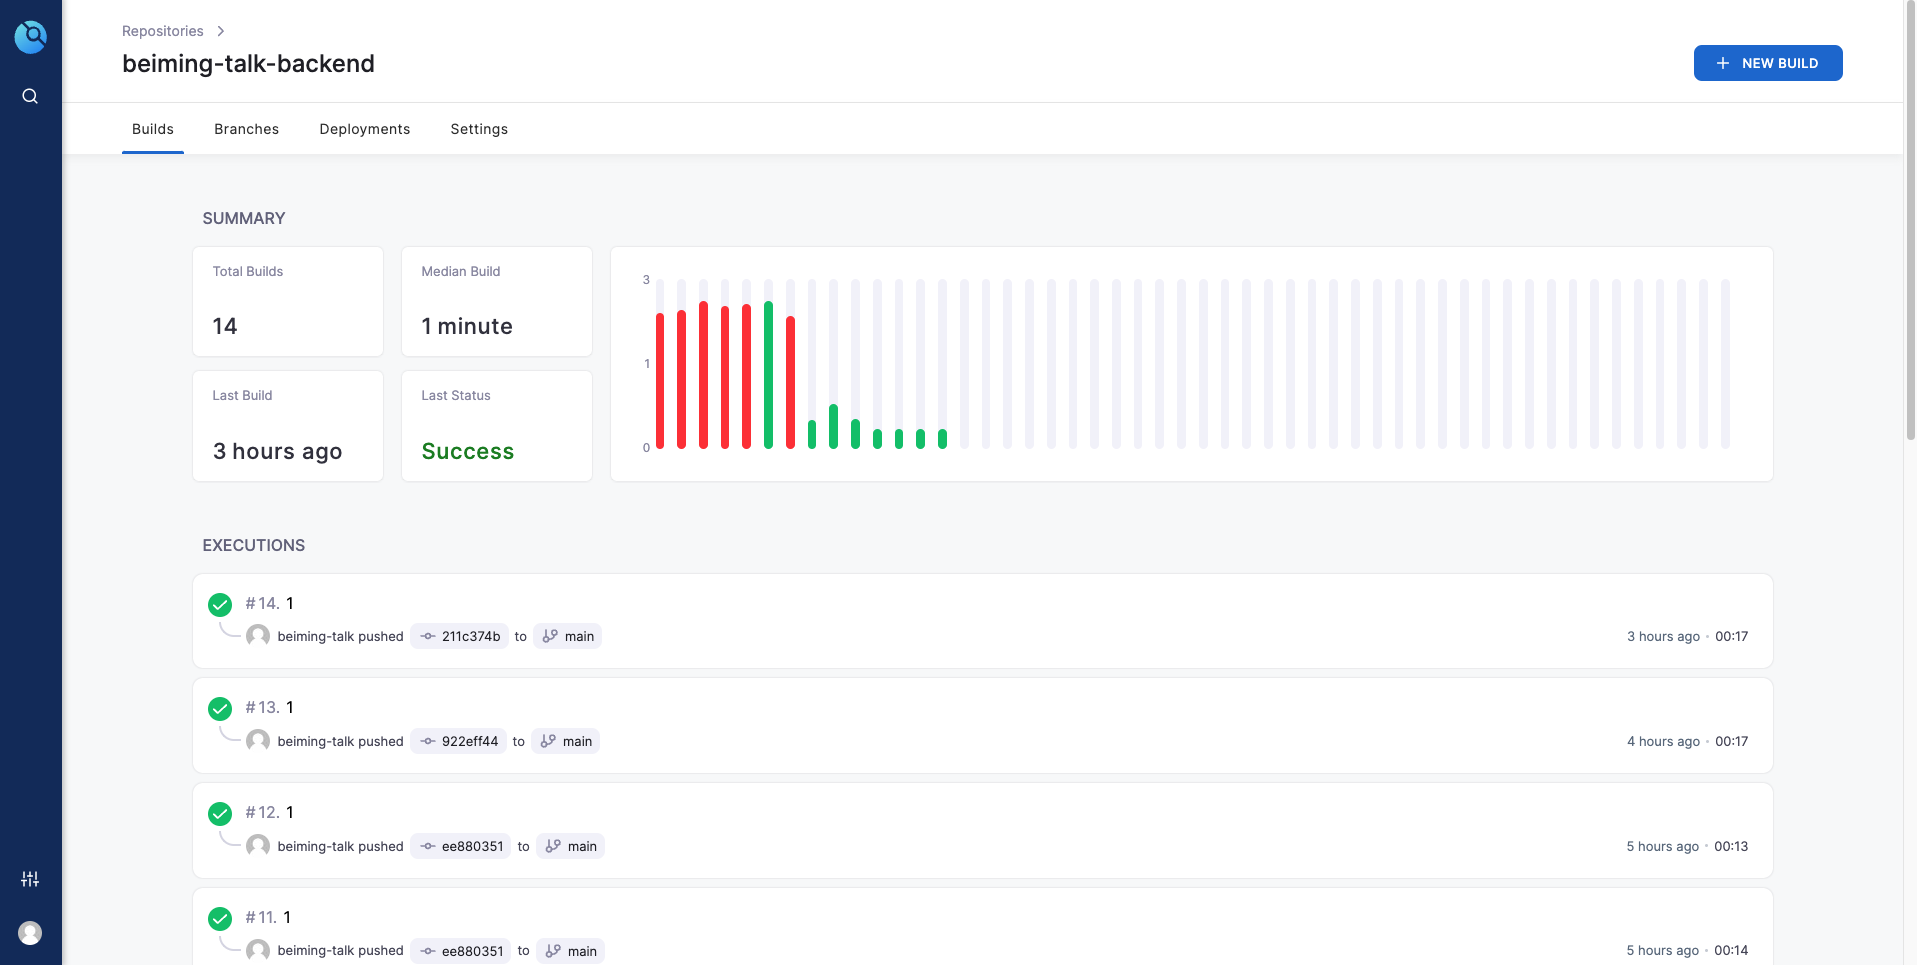 Repositories
beiming-talk-backend
NEW BUILD
Builds Branches Deployments Settings
SUMMARY
Total Builds
14
Median Build
1 minute
Last Build
3 hours ago
Last Status
Success
3
1
0
EXECUTIONS
#14. 1
beiming-talk pushed 211c374b to main
3 hours ago • 00:17
#13. 1
beiming-talk pushed 922eff44 to main
4 hours ago • 00:17
#12. 1
beiming-talk pushed ee880351 to main
5 hours ago • 00:13
#11. 1
beiming-talk pushed ee880351 to main
5 hours ago • 00:14